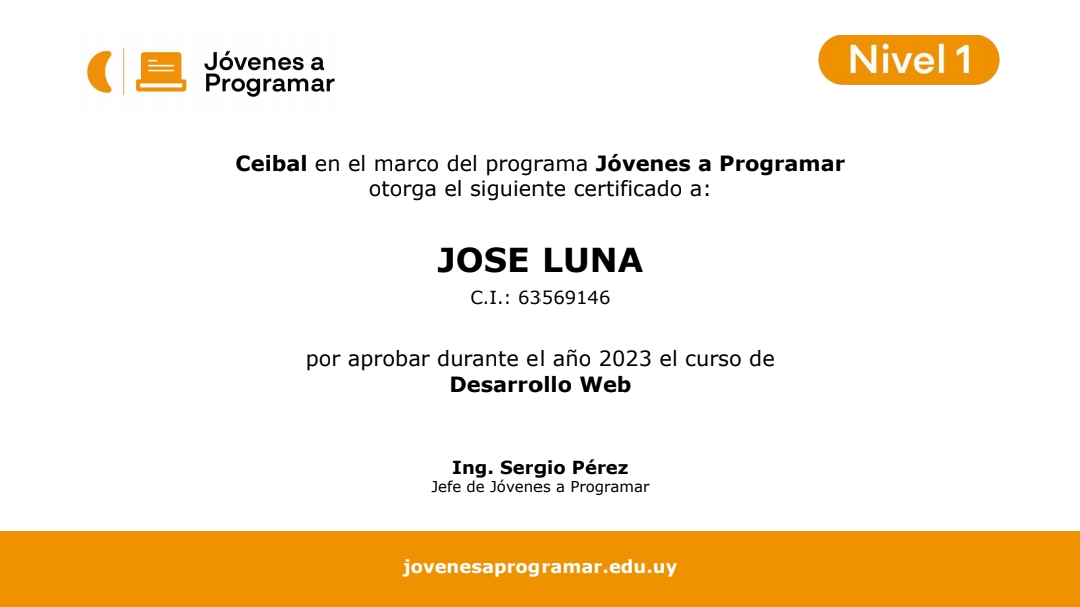 Jóvenes a
Programar
Nivel 1
Ceibal en el marco del programa Jóvenes a Programar
otorga el siguiente certificado a:
JOSE LUNA
C.I.: 63569146
por aprobar durante el año 2023 el curso de
Desarrollo Web
Ing. Sergio Pérez
Jefe de Jóvenes a Programar
jovenesaprogramar.edu.uy